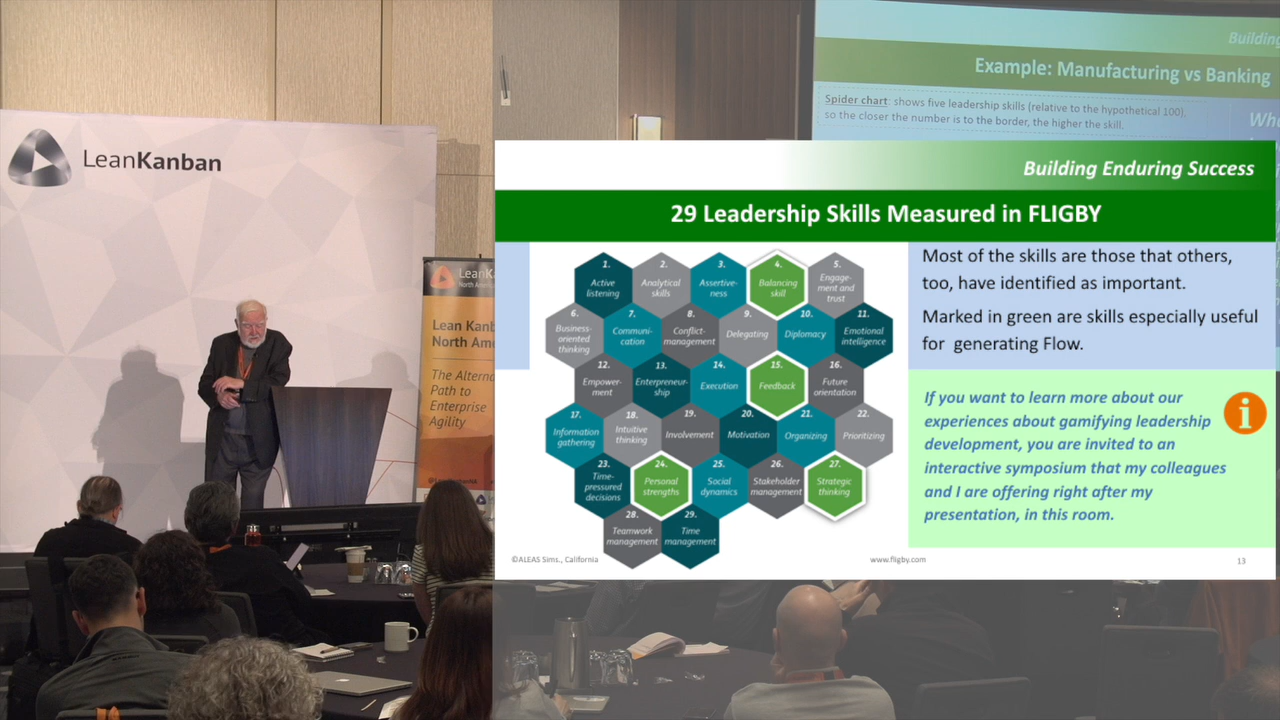 LeanKanban
LeanK
North Americ
Lean Kanb
North Ame
The Alterna
Path to
Enterprise
Agility
Building
Example: Manufacturing vs Banking
Spider chart: shows five leadership skills (relative to the hypothetical 100),
so the closer the number is to the border, the higher the skill.
Wh
Building Enduring Success
29 Leadership Skills Measured in FLIGBY
1.
Active
listening
2.
Analytical
skills
3.
Assertive-
ness
4.
Balancing
skill
5.
Engage-
ment and
trust
6.
Business-
oriented
thinking
7.
Communi-
cation
8.
Conflict-
management
9.
Delegating
10.
Diplomacy
11.
Emotional
intelligence
12.
Empower-
ment
13.
Enterpreneur-
ship
14.
Execution
15.
Feedback
16.
Future
orientation
17.
Information
gathering
18.
Intuitive
thinking
19.
Involvement
20.
Motivation
21.
Organizing
22.
Prioritizing
23.
Time-
pressured
decisions
24.
Personal
strengths
25.
Social
dynamics
26.
Stakeholder
management
27.
Strategic
thinking
28.
Teamwork
management
29.
Time
management
Most of the skills are those that others,
too, have identified as important.
Marked in green are skills especially useful
for generating Flow.
If you want to learn more about our
experiences about gamifying leadership
development, you are invited to an
interactive symposium that my colleagues
and I are offering right after my
presentation, in this room.
i
©ALEAS Sims., California
www.fligby.com
13